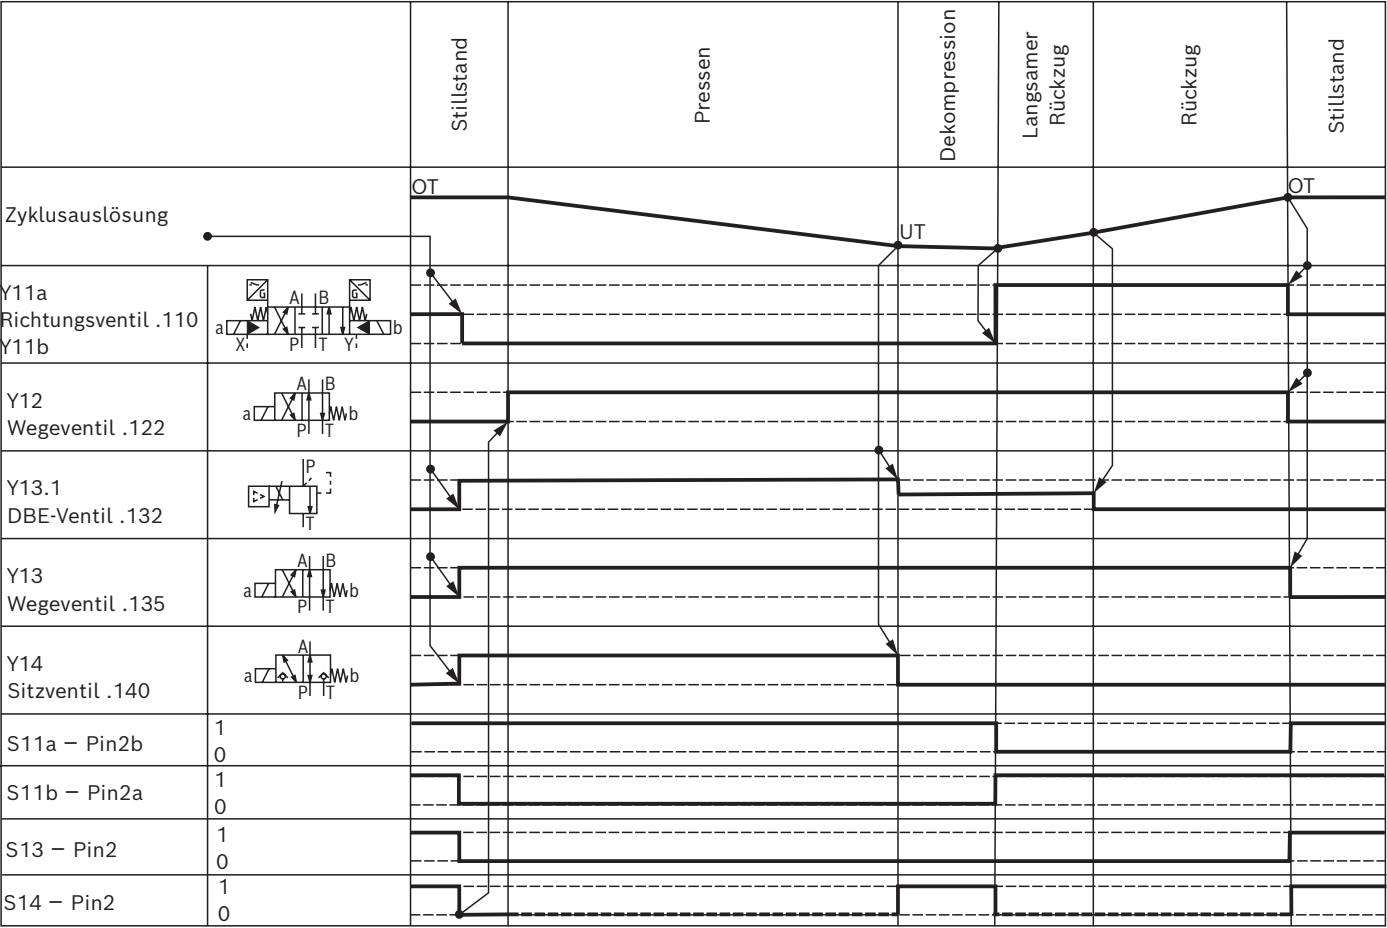 Stillstand
Pressen
Dekompression
Langsamer
Rückzug
Rückzug
Stillstand
Zyklusauslösung
OT
UT
OT
Y11a
Richtungsventil .110
Y11b
G
G
A
B
a
b
X
P
T
Y
Y12
Wegeventil .122
A
B
a
b
P
T
Y13.1
DBE-Ventil .132
P
T
Y13
Wegeventil .135
A
B
a
b
P
T
Y14
Sitzventil .140
A
a
b
P
T
S11a – Pin2b
1
0
S11b – Pin2a
1
0
S13 – Pin2
1
0
S14 – Pin2
1
0